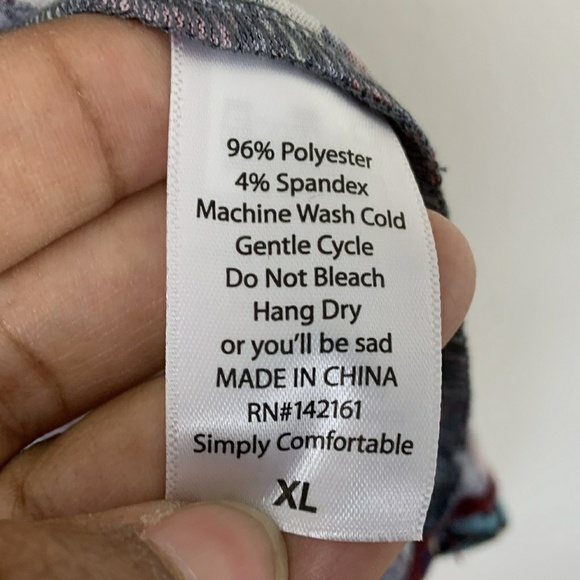 96% Polyester
4% Spandex
Machine Wash Cold
Gentle Cycle
Do Not Bleach
Hang Dry
or you'll be sad
MADE IN CHINA
RN#142161
Simply Comfortable
XL